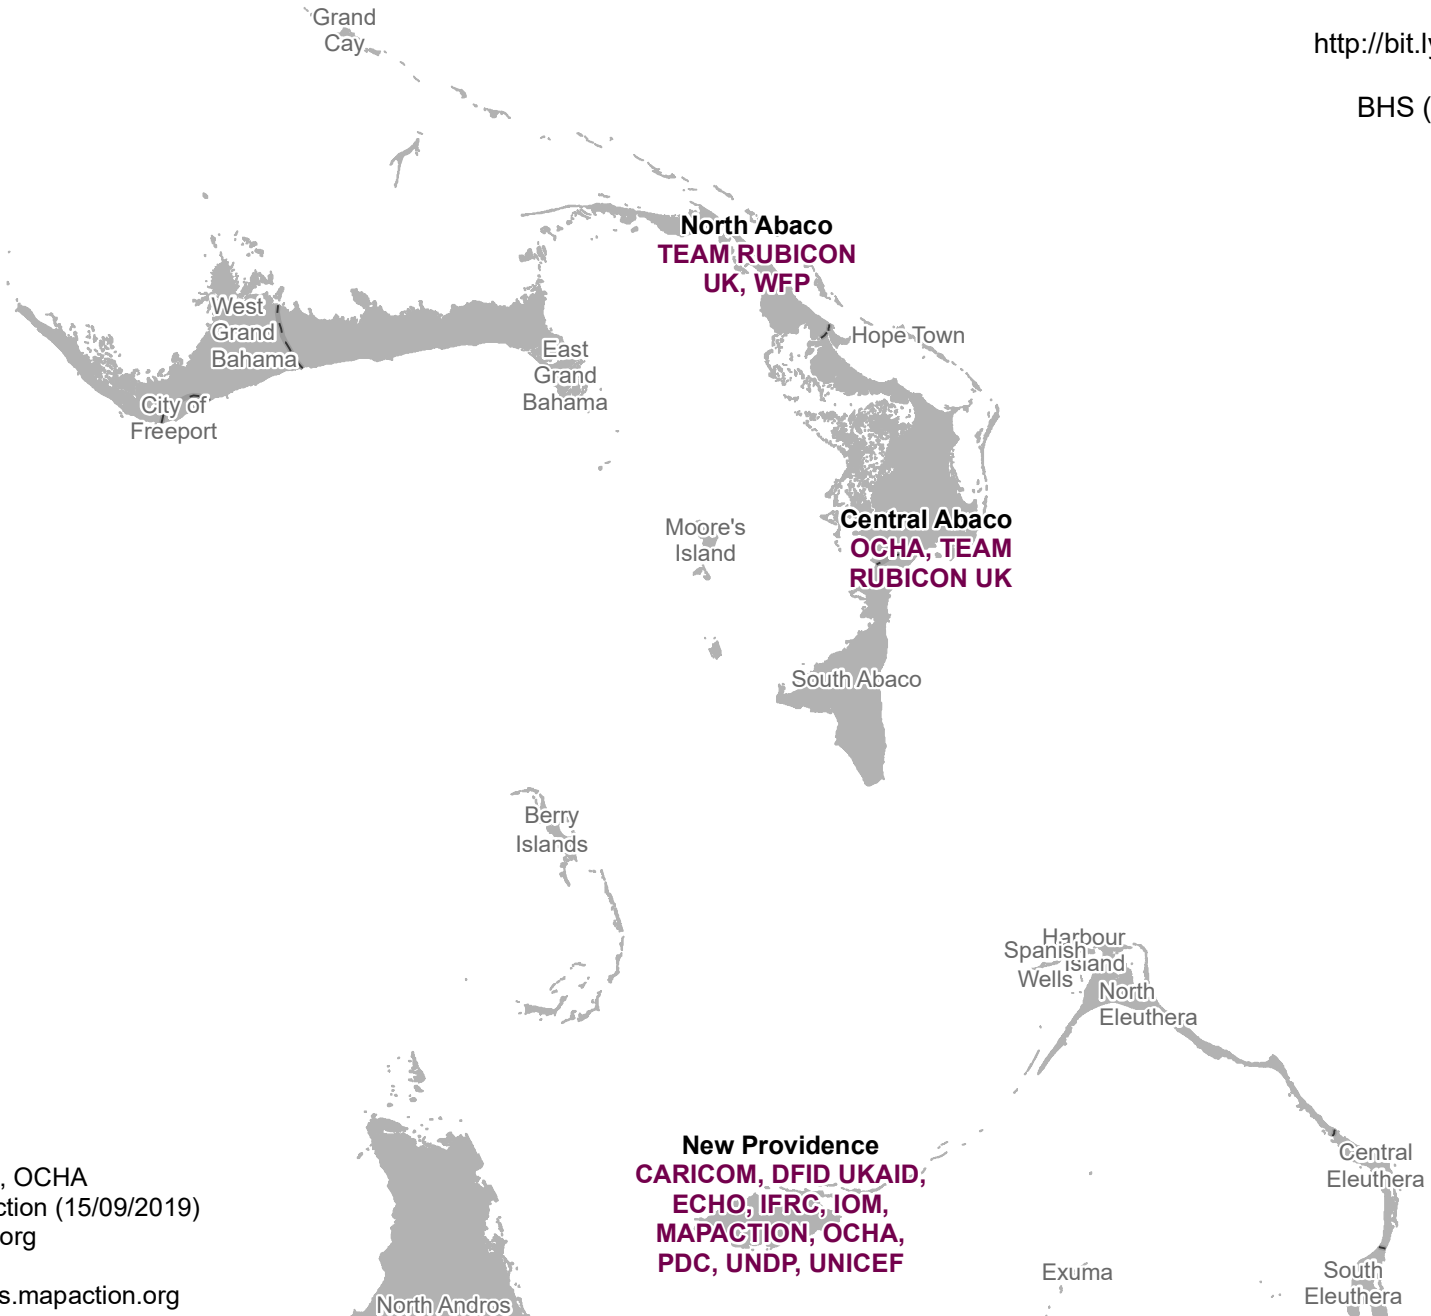 Grand
Cay
http://bit.ly
BHS (
North Abaco
TEAM RUBICON
UK, WFP
West
Grand
Bahama
Hope Town
East
Grand
Bahama
City of
Freeport
Moore's
Island
Central Abaco
OCHA, TEAM
RUBICON UK
South Abaco
Berry
Islands
Harbour
Island
Spanish
Wells
North
Eleuthera
New Providence
CARICOM, DFID UKAID,
ECHO, IFRC, IOM,
MAPACTION, OCHA,
PDC, UNDP, UNICEF
Central
Eleuthera
, OCHA
ction (15/09/2019)
org
s.mapaction.org
North Andros
Exuma
South
Eleuthera